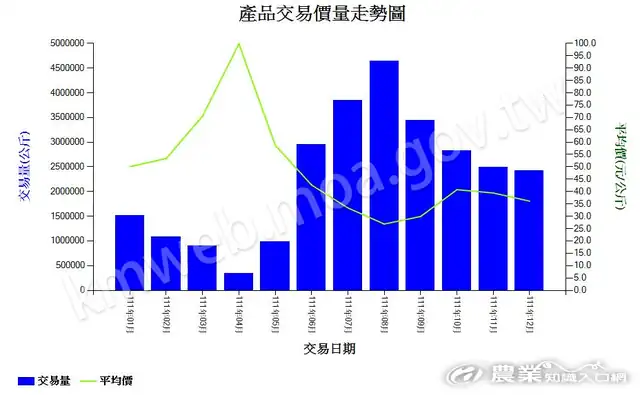 產品交易價量走勢圖
交易量(公斤)
5000000
4500000
4000000
3500000
3000000
2500000
2000000
1500000
1000000
500000
0
100.0
95.0
90.0
85.0
80.0
75.0
70.0
65.0
60.0
55.0
50.0
45.0
40.0
35.0
30.0
25.0
20.0
15.0
10.0
5.0
0.0
平均價(元/公斤)
kmweb.moa.gov.tw
111年01月
111年02月
111年03月
111年04月
111年05月
111年06月
111年07月
111年08月
111年09月
111年10月
111年11月
111年12月
交易日期
交易量 平均價
農業知識入口網